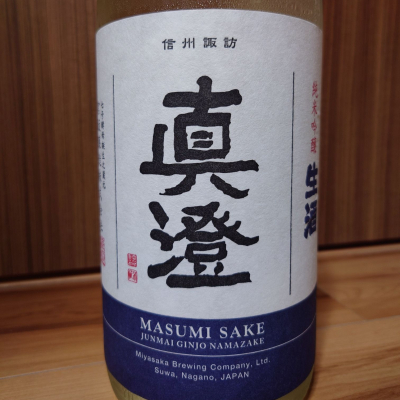 信州諏訪
真澄
純米吟醸
生酒
MASUMI SAKE
JUNMAI GINJO NAMAZAKE
Miyasaka Brewing Company, Ltd.
Suwa, Nagano, JAPAN